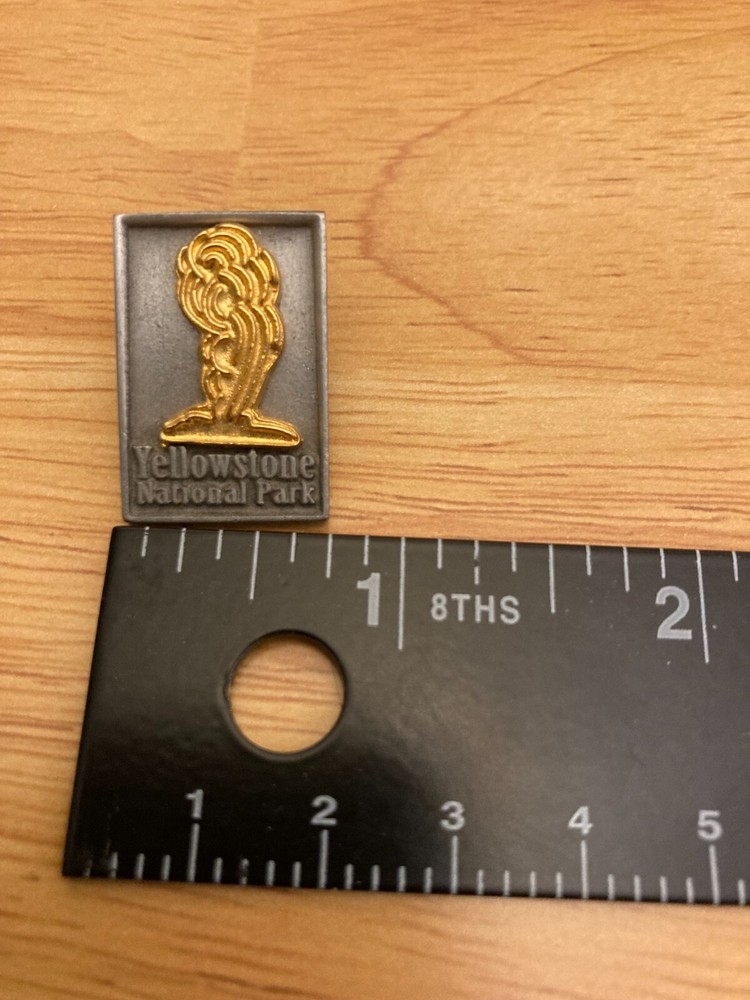 Yellowstone
National Park
1 8THS 2
1 2 3 4 5